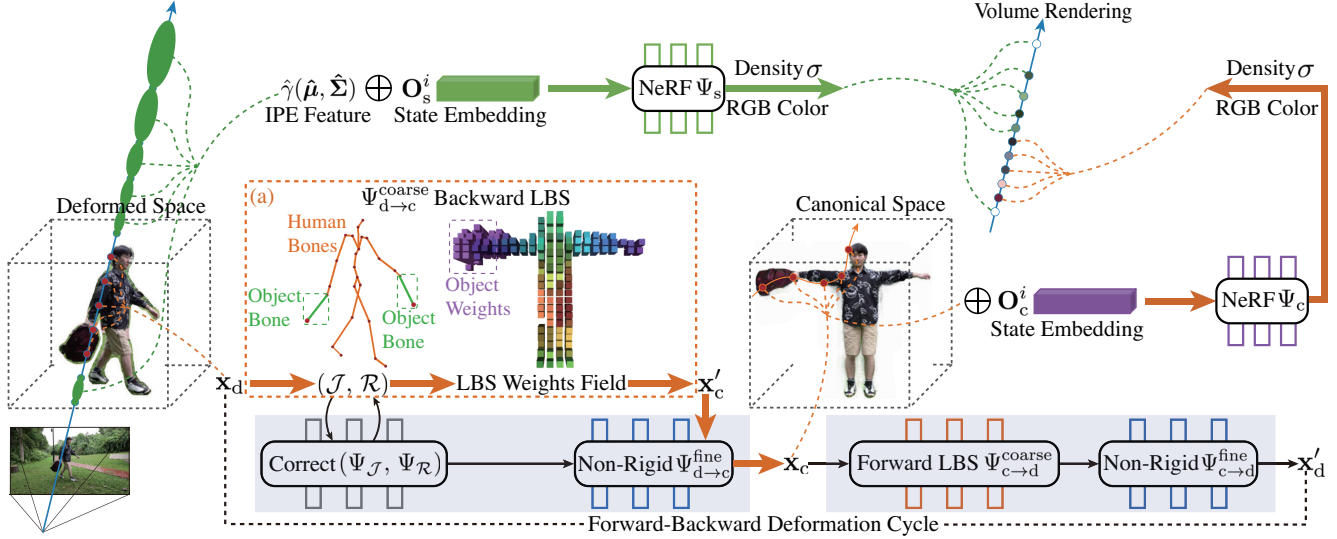 Volume Rendering
γ̂(μ̂, Σ̂) ⊕ O_s^i
IPE Feature State Embedding
NeRF Ψ_s
Density σ
RGB Color
Density σ
RGB Color
Deformed Space
(a)
Ψ_{d→c}^{coarse} Backward LBS
Human
Bones
Object
Bone
Object
Bone
Object
Weights
Canonical Space
⊕ O_c^i
State Embedding
NeRF Ψ_c
x_d
(𝒥, ℛ)
LBS Weights Field
x′_c
Correct (Ψ_𝒥, Ψ_ℛ)
Non-Rigid Ψ_{d→c}^{fine}
x_c
Forward LBS Ψ_{c→d}^{coarse}
Non-Rigid Ψ_{c→d}^{fine}
x′_d
Forward-Backward Deformation Cycle